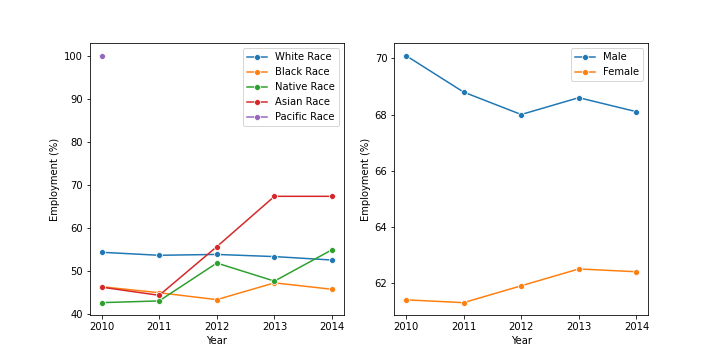 100
90
80
70
60
50
40
Employment (%)
2010 2011 2012 2013 2014
Year
White Race
Black Race
Native Race
Asian Race
Pacific Race
70
68
66
64
62
Employment (%)
2010 2011 2012 2013 2014
Year
Male
Female